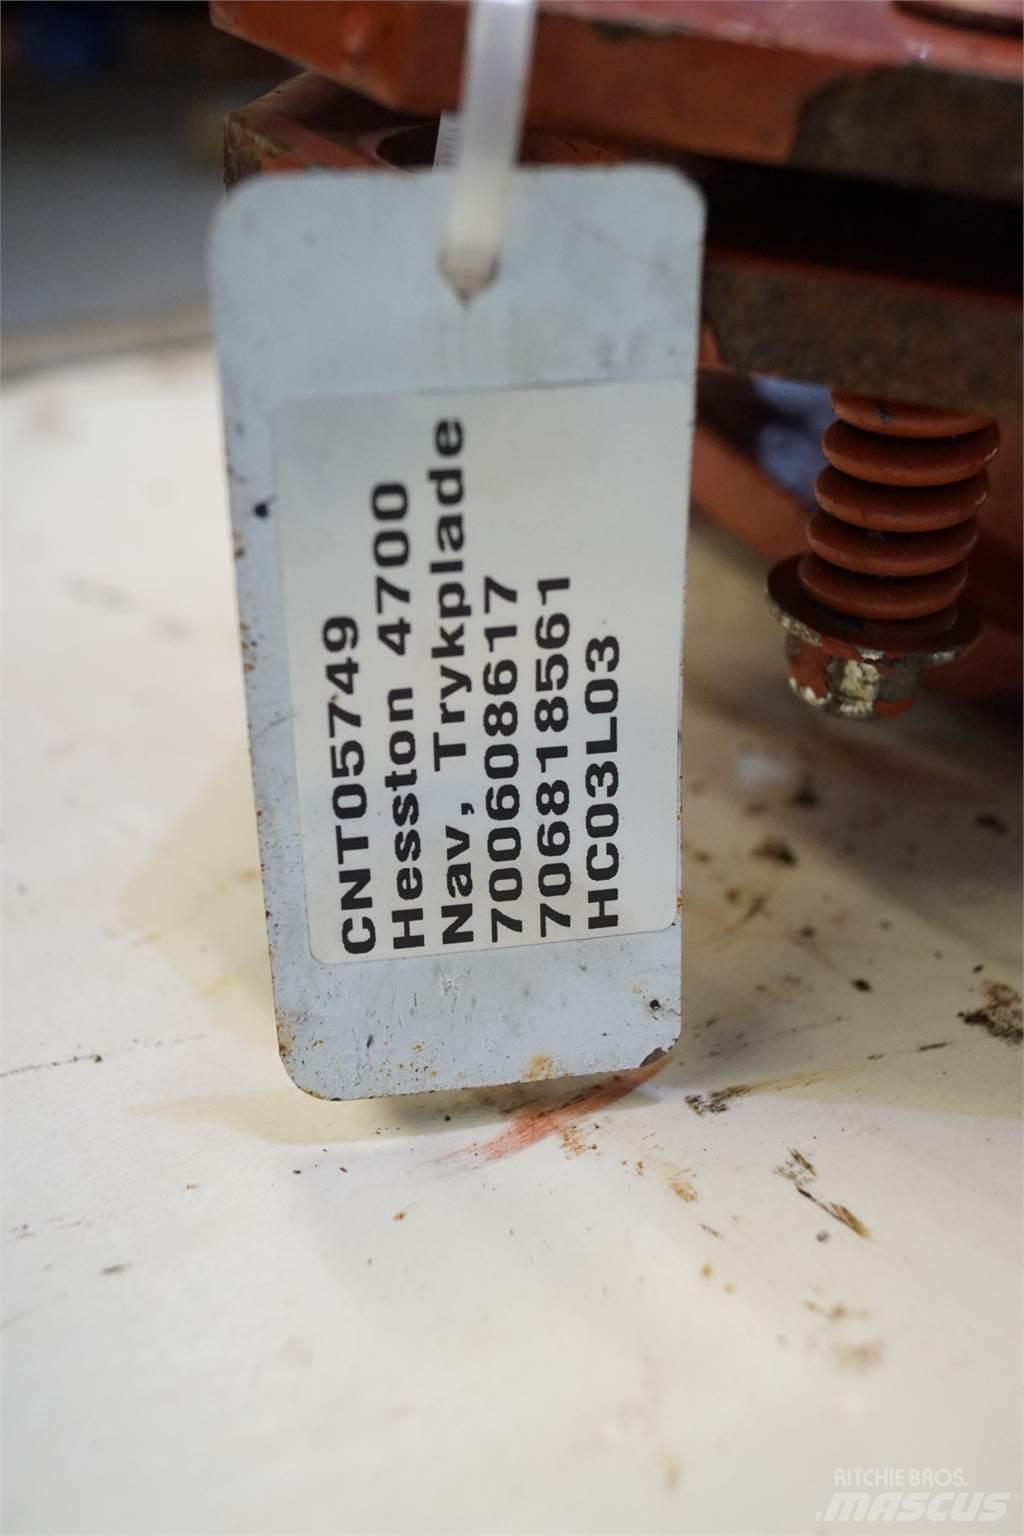 CNT05749
Hesston 4700
Nav, Trykplade
700608617
706818561
HC03L03
RITCHIE BROS.
MASCUS